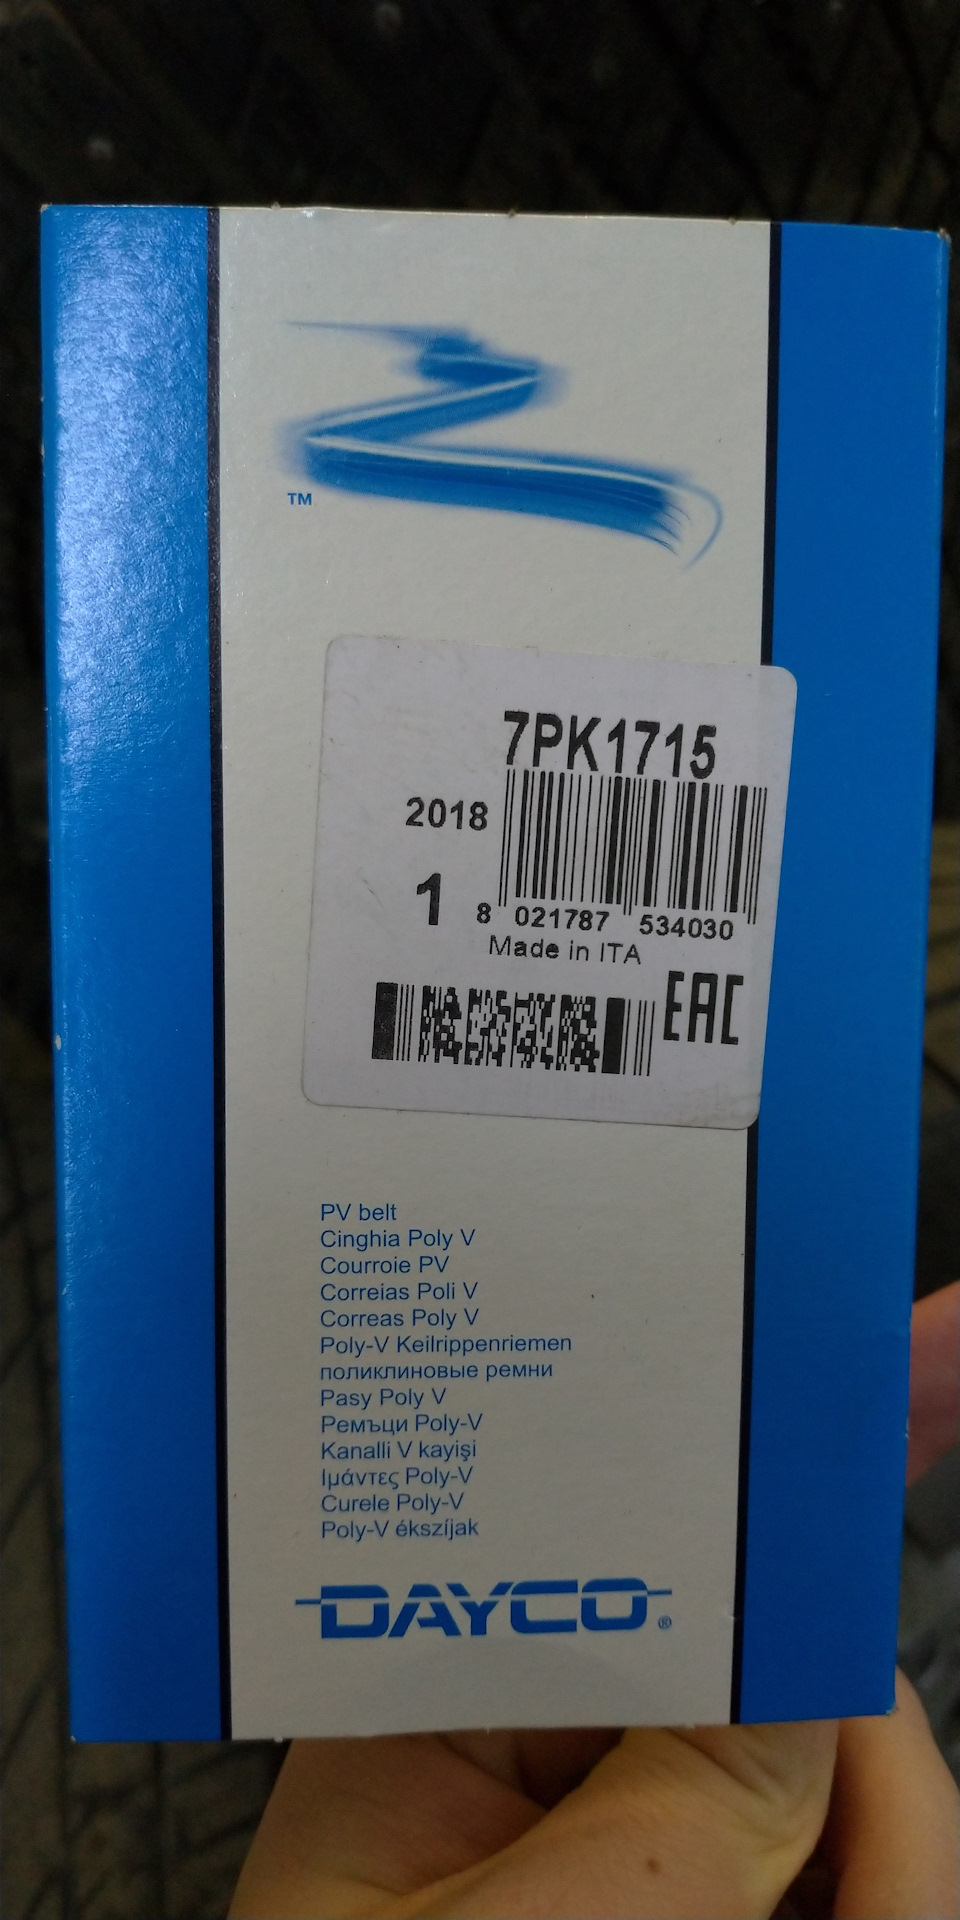 TM
7PK1715
2018
1
8 021787 534030
Made in ITA
EAC
PV belt
Cinghia Poly V
Courroie PV
Correias Poli V
Correas Poly V
Poly-V Keilrippenriemen
поликлиновые ремни
Pasy Poly V
Ремъци Poly-V
Kanalli V kayişi
Ιμάντες Poly-V
Curele Poly-V
Poly-V ékszíjak
DAYCO®